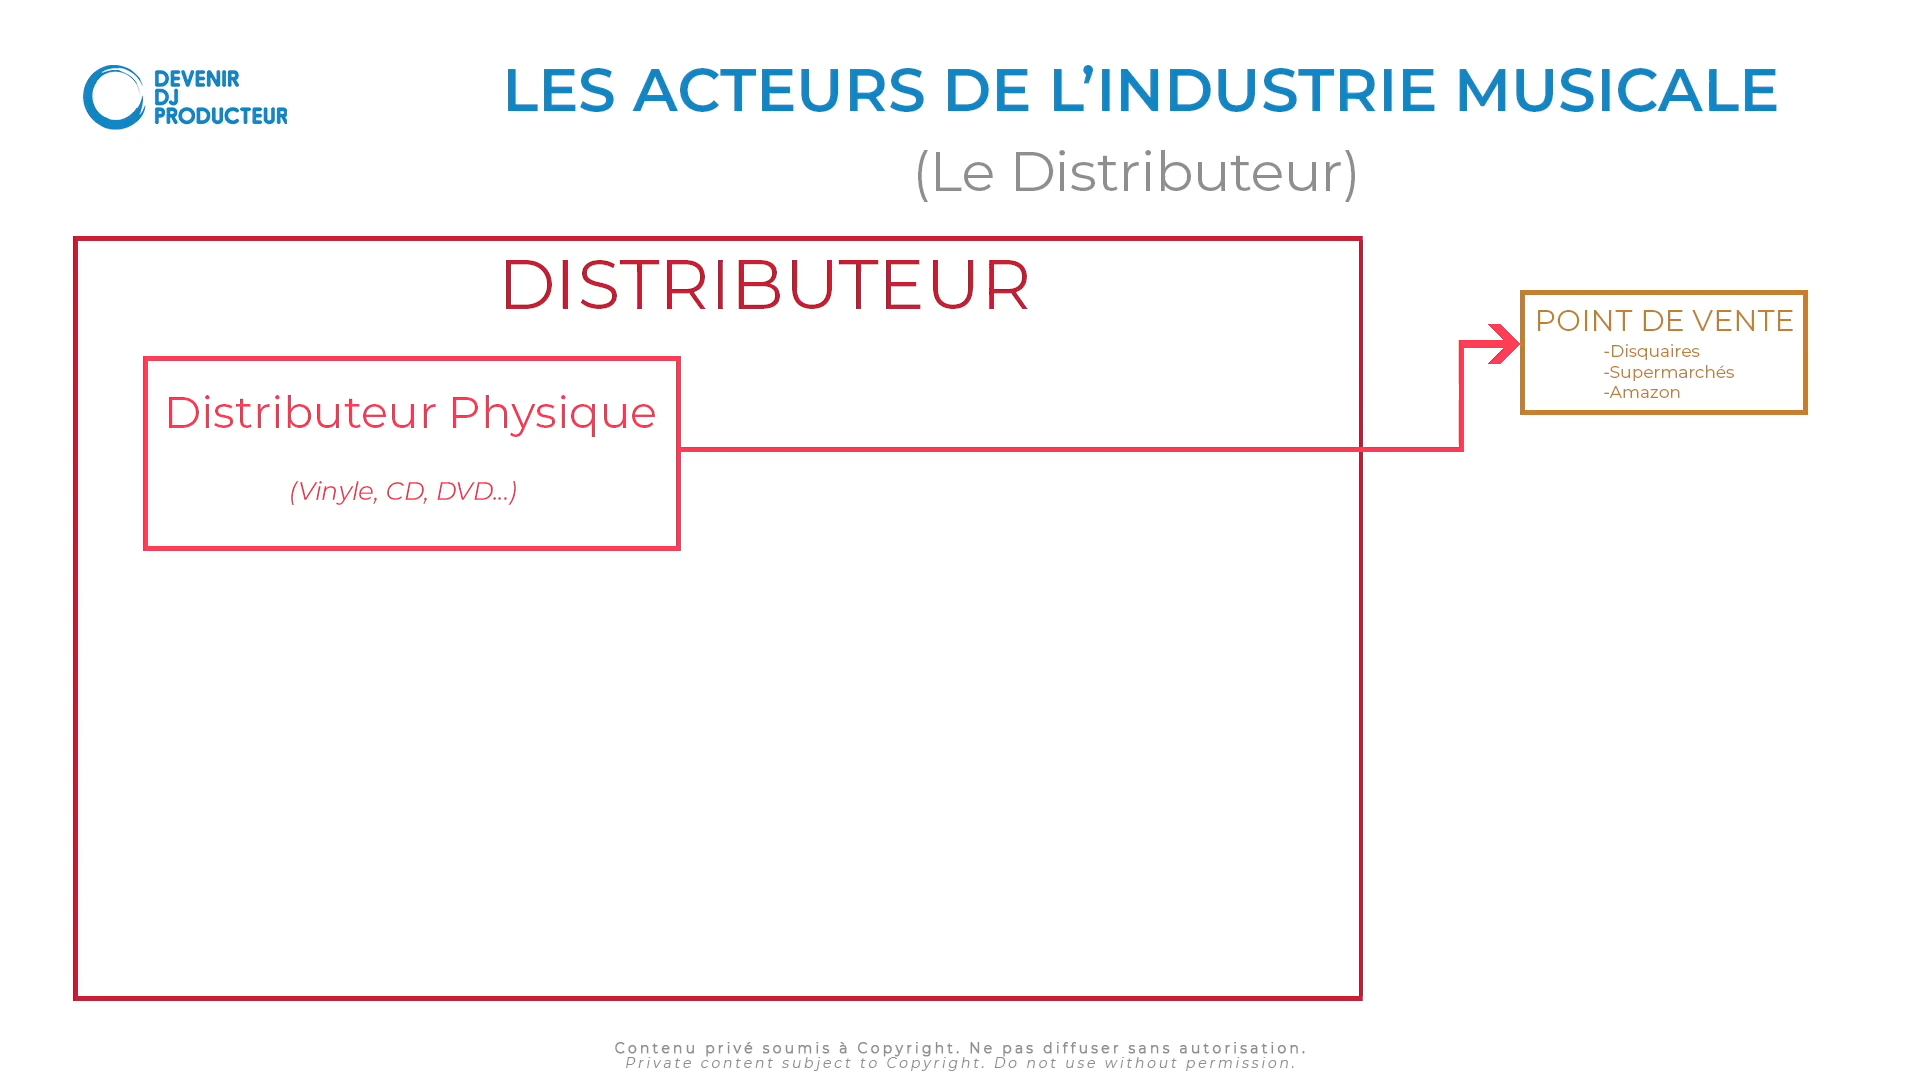 DEVENIR
DJ
PRODUCTEUR
LES ACTEURS DE L’INDUSTRIE MUSICALE
(Le Distributeur)
DISTRIBUTEUR
Distributeur Physique
(Vinyle, CD, DVD...)
POINT DE VENTE
-Disquaires
-Supermarchés
-Amazon
Contenu privé soumis à Copyright. Ne pas diffuser sans autorisation.
Private content subject to Copyright. Do not use without permission.